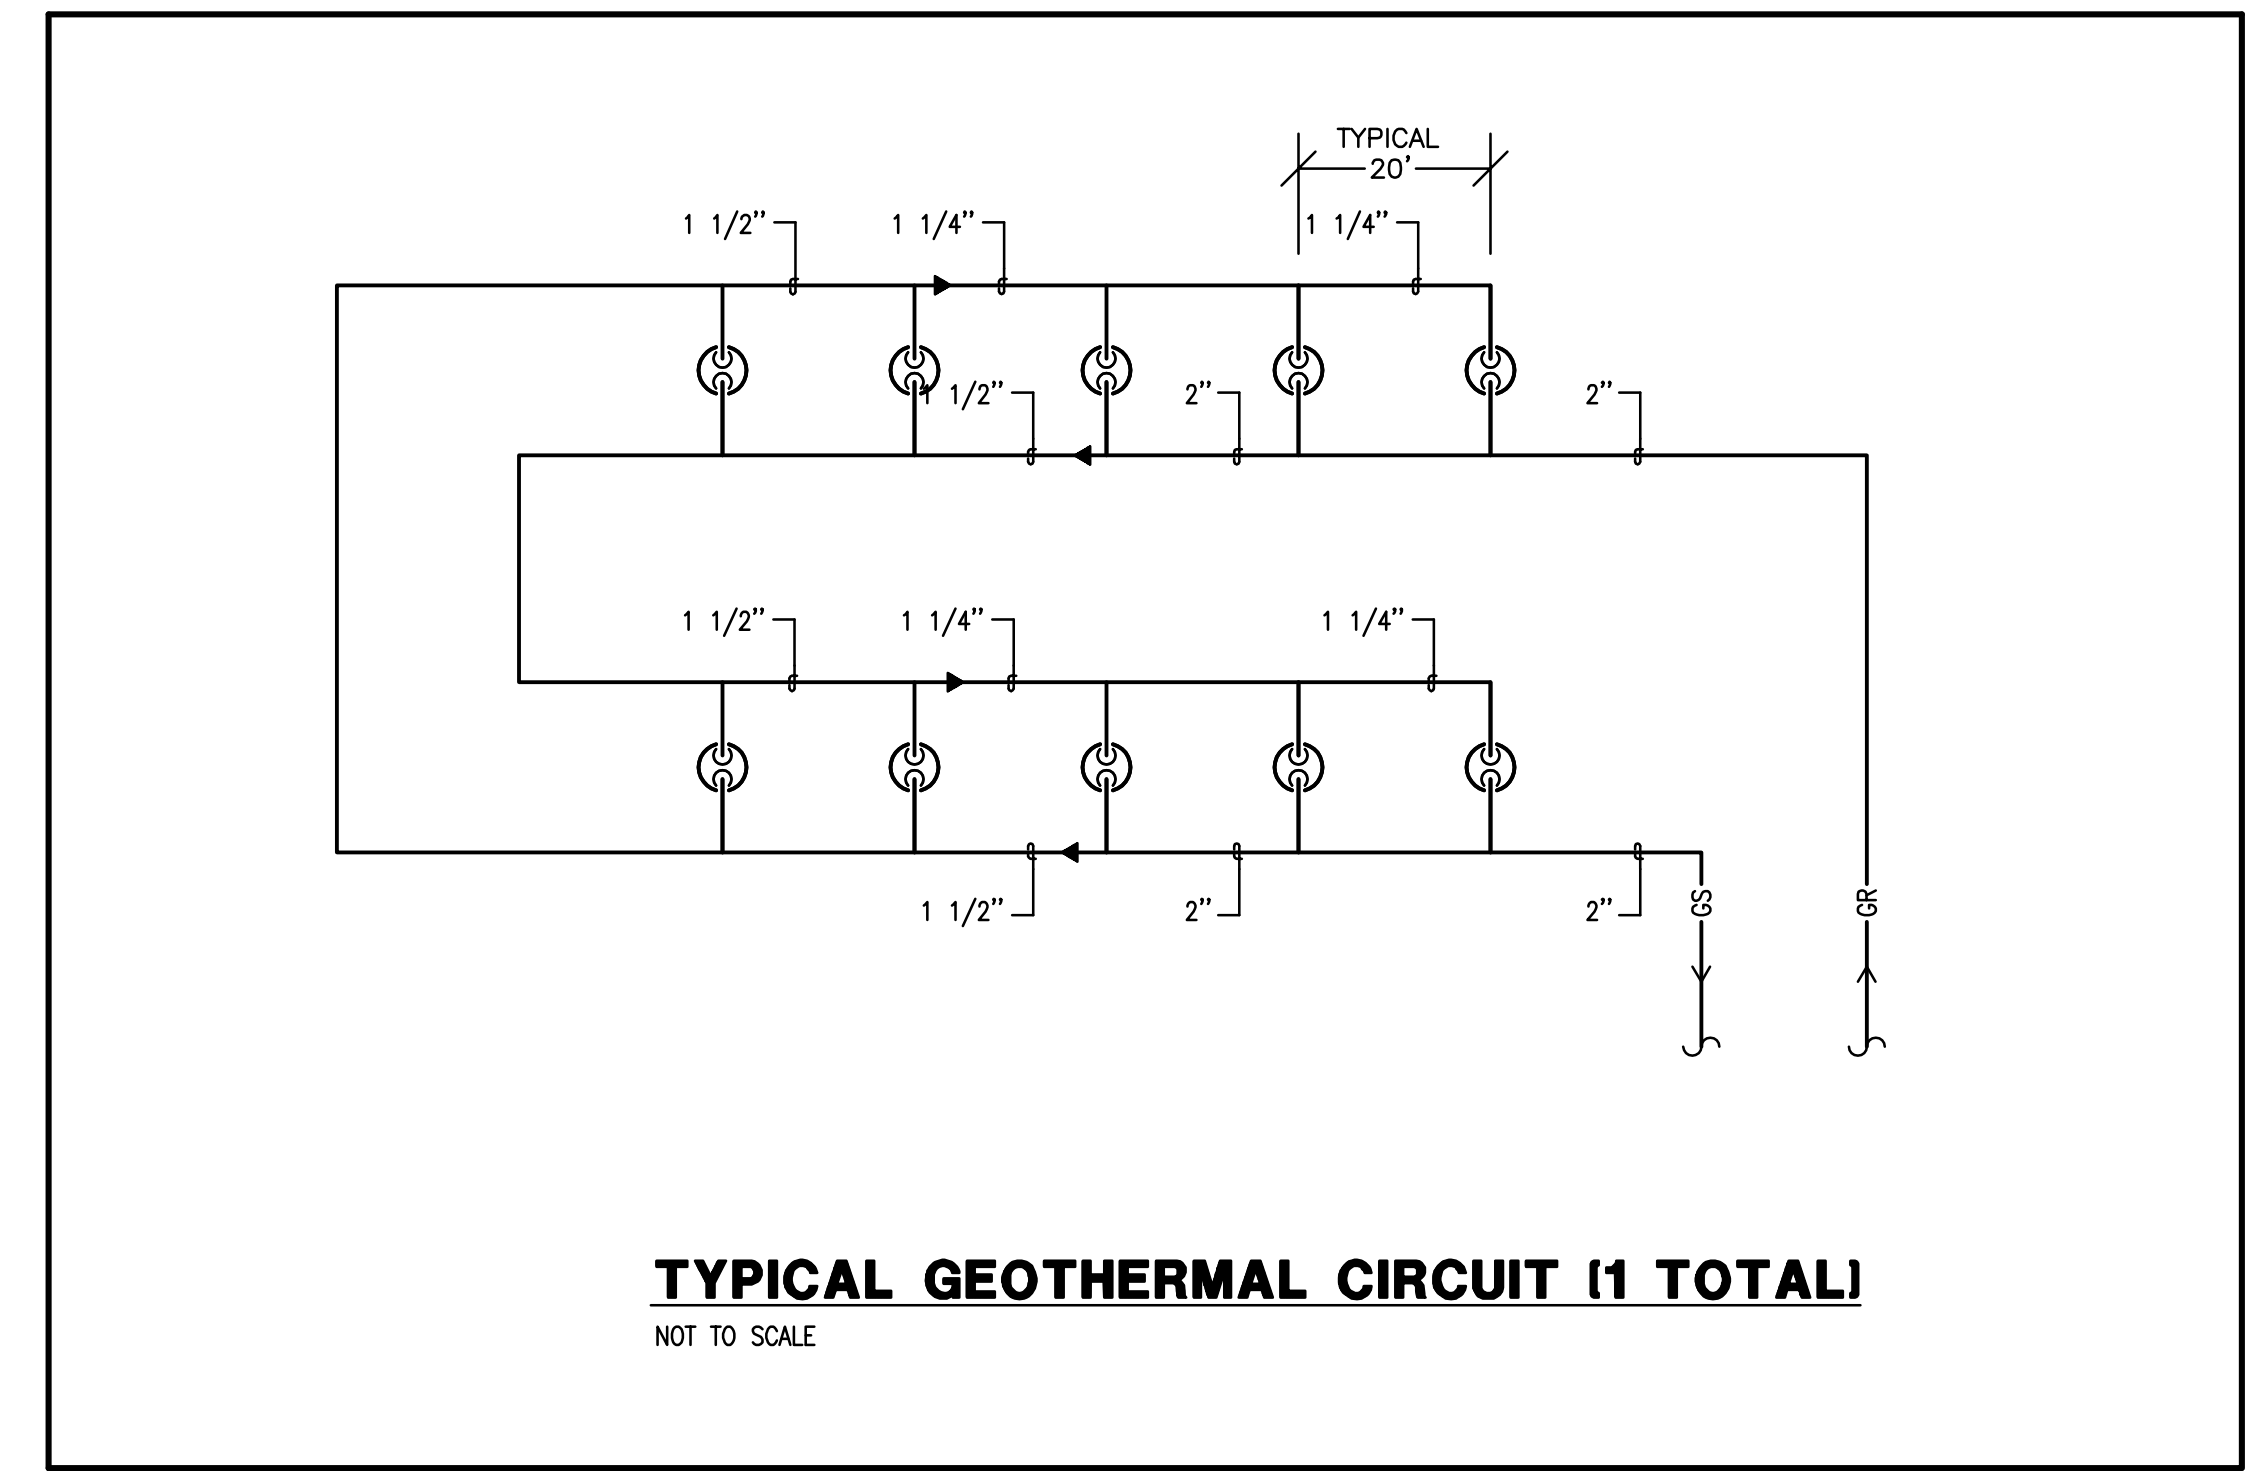 TYPICAL
20'
1 1/2" 1 1/4" 1 1/4"
1 1/2" 2" 2"
1 1/2" 1 1/4" 1 1/4"
GS GR
1 1/2" 2" 2"
TYPICAL GEOTHERMAL CIRCUIT (1 TOTAL)
NOT TO SCALE